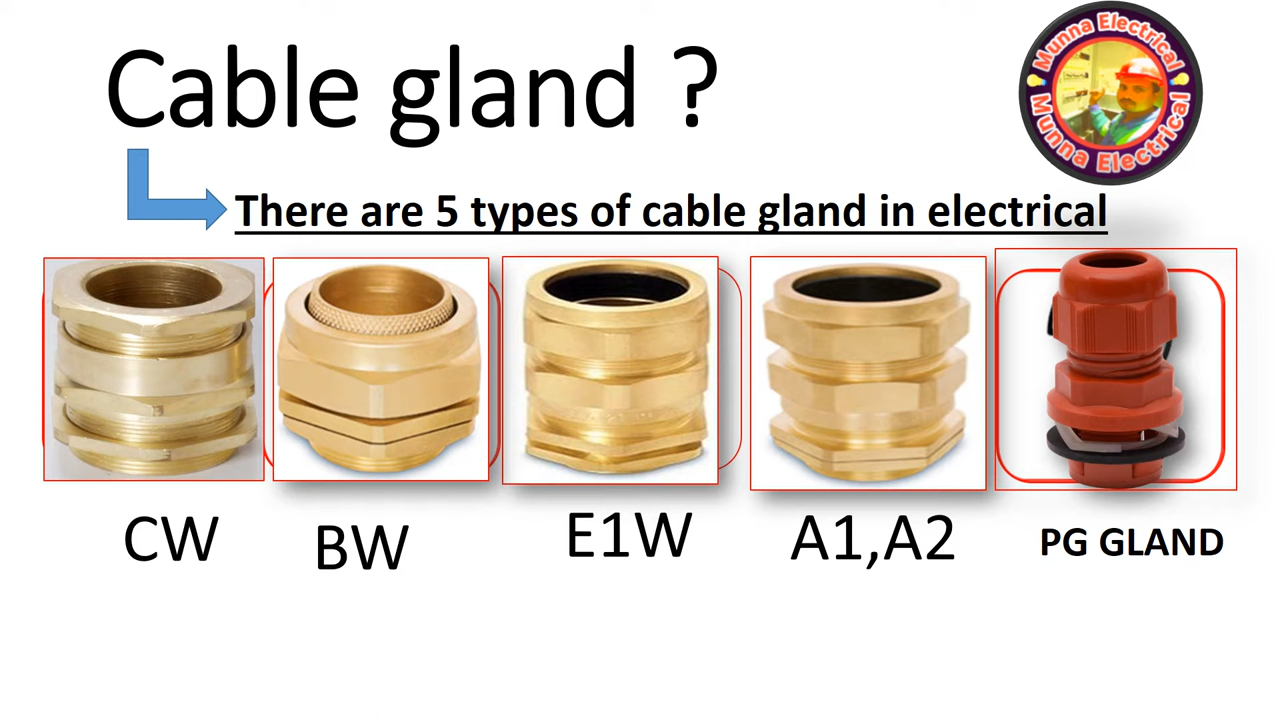 Cable gland ?
Munna Electrical
Munna Electrical
There are 5 types of cable gland in electrical
CW
BW
E1W
A1,A2
PG GLAND